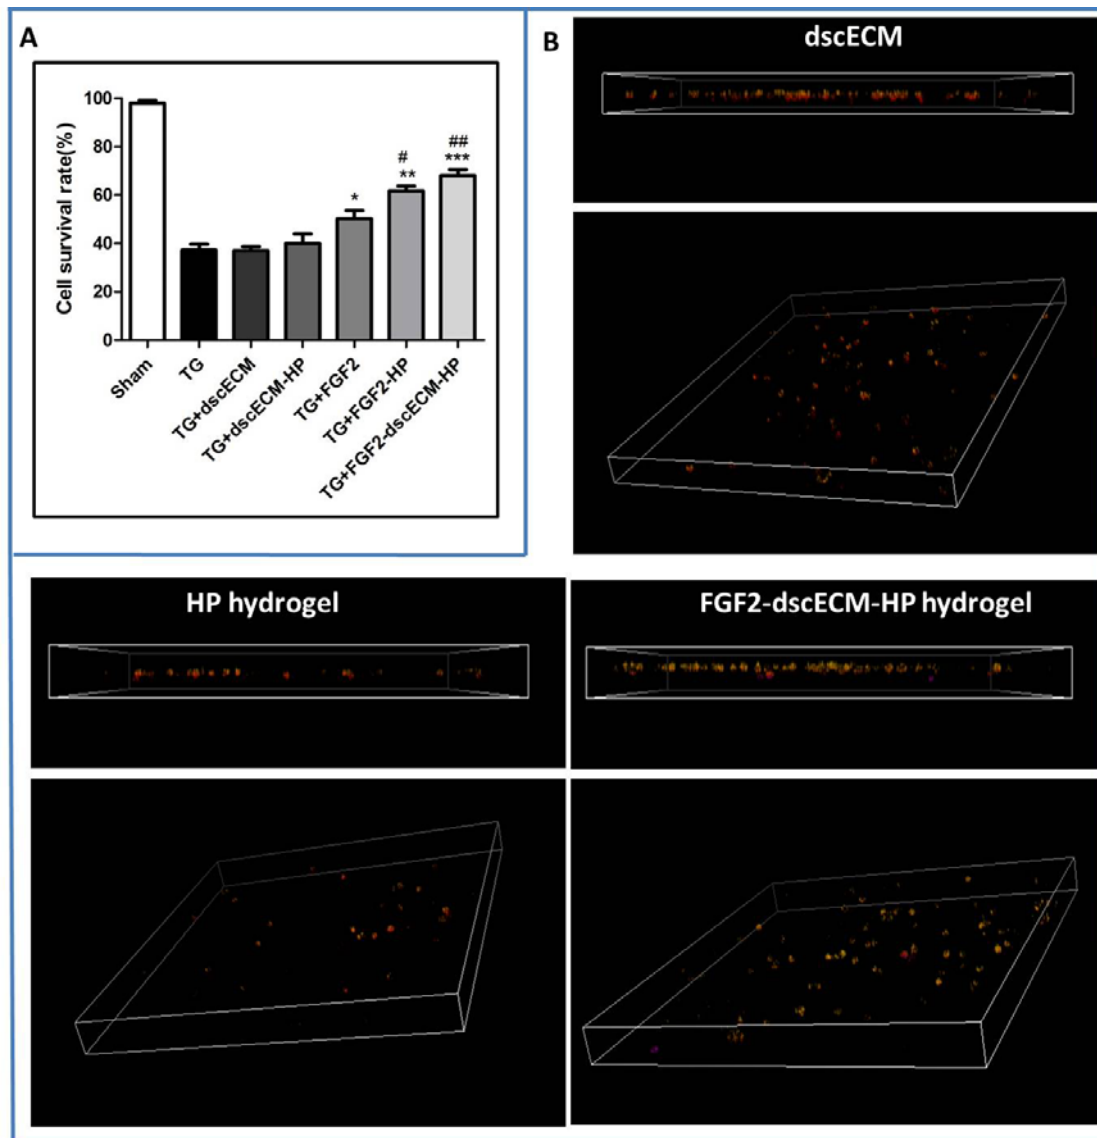 A
Cell survival rate(%)
100
80
60
40
20
0
*
#
**
##
***
Sham
TG
TG+dscECM
TG+dscECM-HP
TG+FGF2
TG+FGF2-HP
TG+FGF2-dscECM-HP
B
dscECM
HP hydrogel
FGF2-dscECM-HP hydrogel